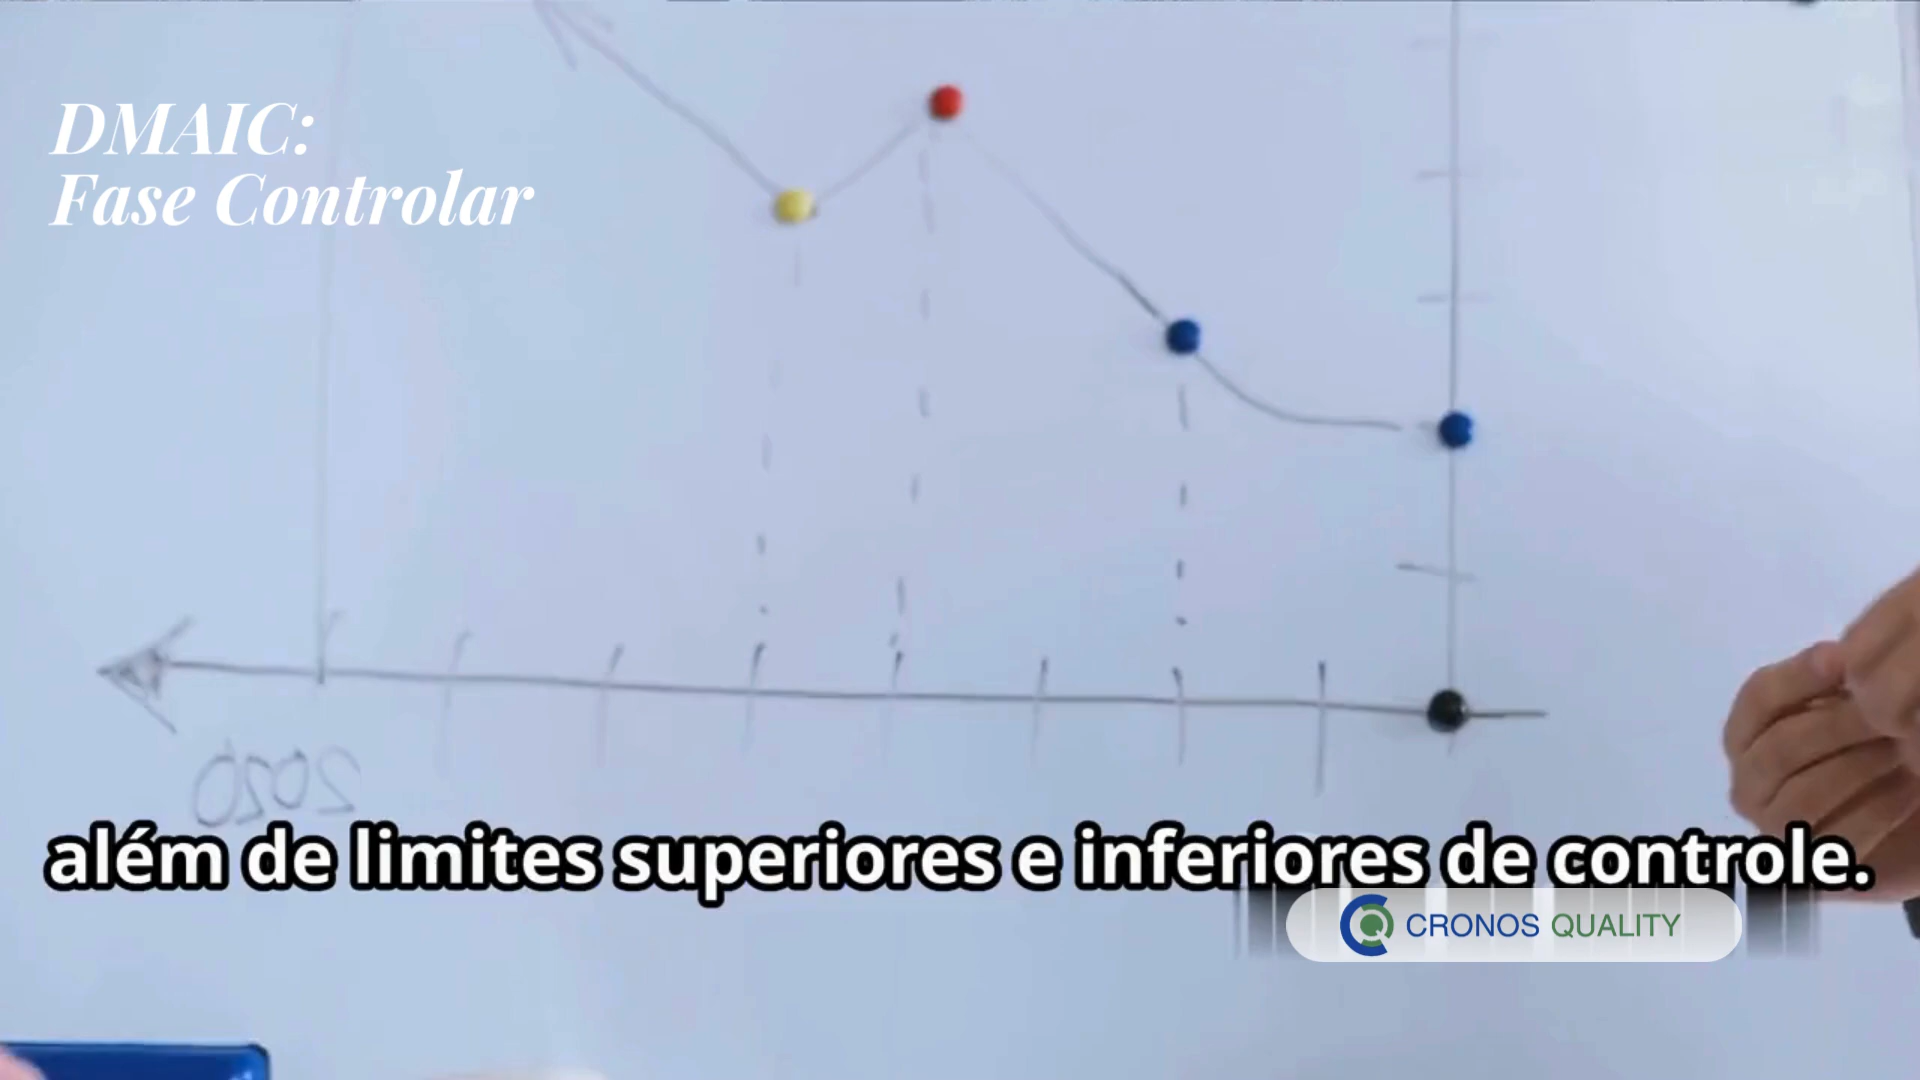 DMAIC:
Fase Controlar
2020
além de limites superiores e inferiores de controle.
CRONOS QUALITY